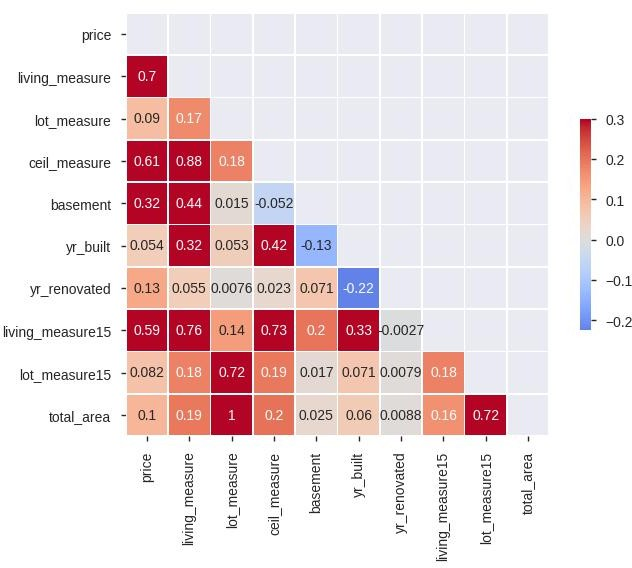 price
living_measure 0.7
lot_measure 0.09 0.17
ceil_measure 0.61 0.88 0.18
basement 0.32 0.44 0.015 -0.052
yr_built 0.054 0.32 0.053 0.42 -0.13
yr_renovated 0.13 0.055 0.0076 0.023 0.071 -0.22
living_measure15 0.59 0.76 0.14 0.73 0.2 0.33 -0.0027
lot_measure15 0.082 0.18 0.72 0.19 0.017 0.071 0.0079 0.18
total_area 0.1 0.19 1 0.2 0.025 0.06 0.0088 0.16 0.72
price
living_measure
lot_measure
ceil_measure
basement
yr_built
yr_renovated
living_measure15
lot_measure15
total_area
0.3
0.2
0.1
0.0
−0.1
−0.2